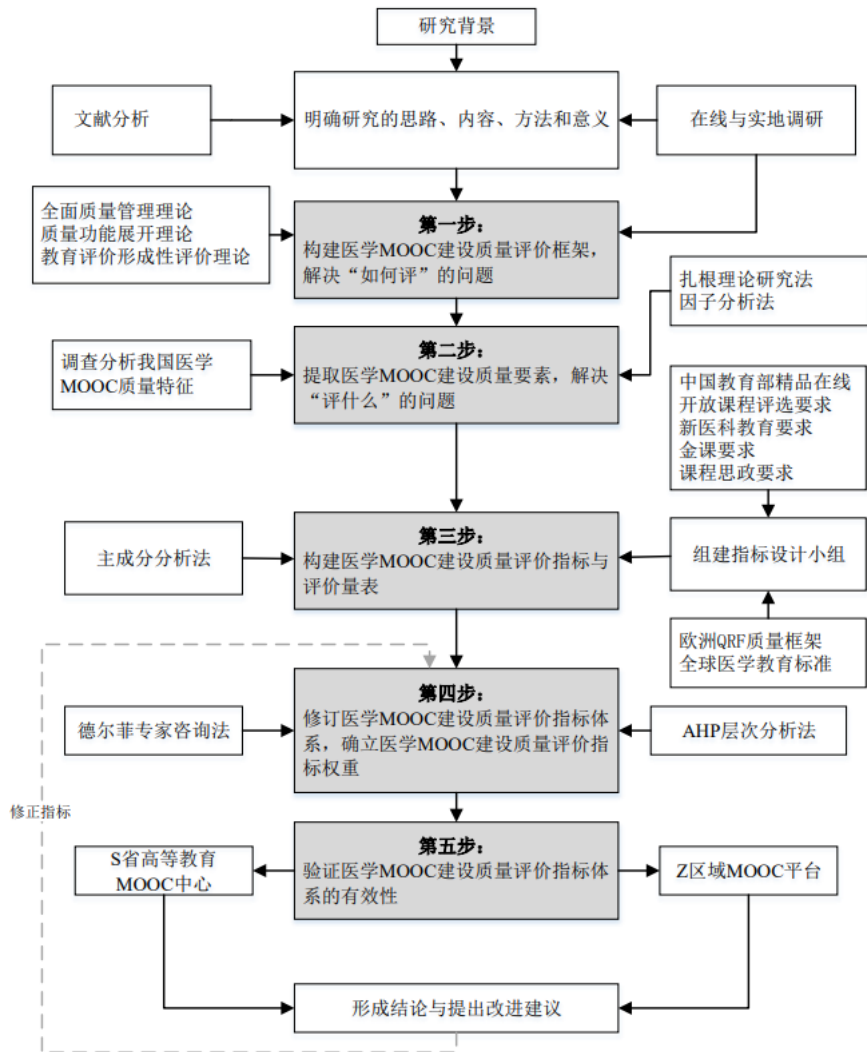 研究背景
文献分析
明确研究的思路、内容、方法和意义
在线与实地调研
全面质量管理理论
质量功能展开理论
教育评价形成性评价理论
第一步：
构建医学MOOC建设质量评价框架，
解决“如何评”的问题
扎根理论研究法
因子分析法
调查分析我国医学
MOOC质量特征
第二步：
提取医学MOOC建设质量要素，解决
“评什么”的问题
中国教育部精品在线
开放课程评选要求
新医科教育要求
金课要求
课程思政要求
主成分分析法
第三步：
构建医学MOOC建设质量评价指标与
评价量表
组建指标设计小组
欧洲QRF质量框架
全球医学教育标准
德尔菲专家咨询法
第四步：
修订医学MOOC建设质量评价指标体
系，确立医学MOOC建设质量评价指
标权重
AHP层次分析法
修正指标
S省高等教育
MOOC中心
第五步：
验证医学MOOC建设质量评价指标体
系的有效性
Z区域MOOC平台
形成结论与提出改进建议